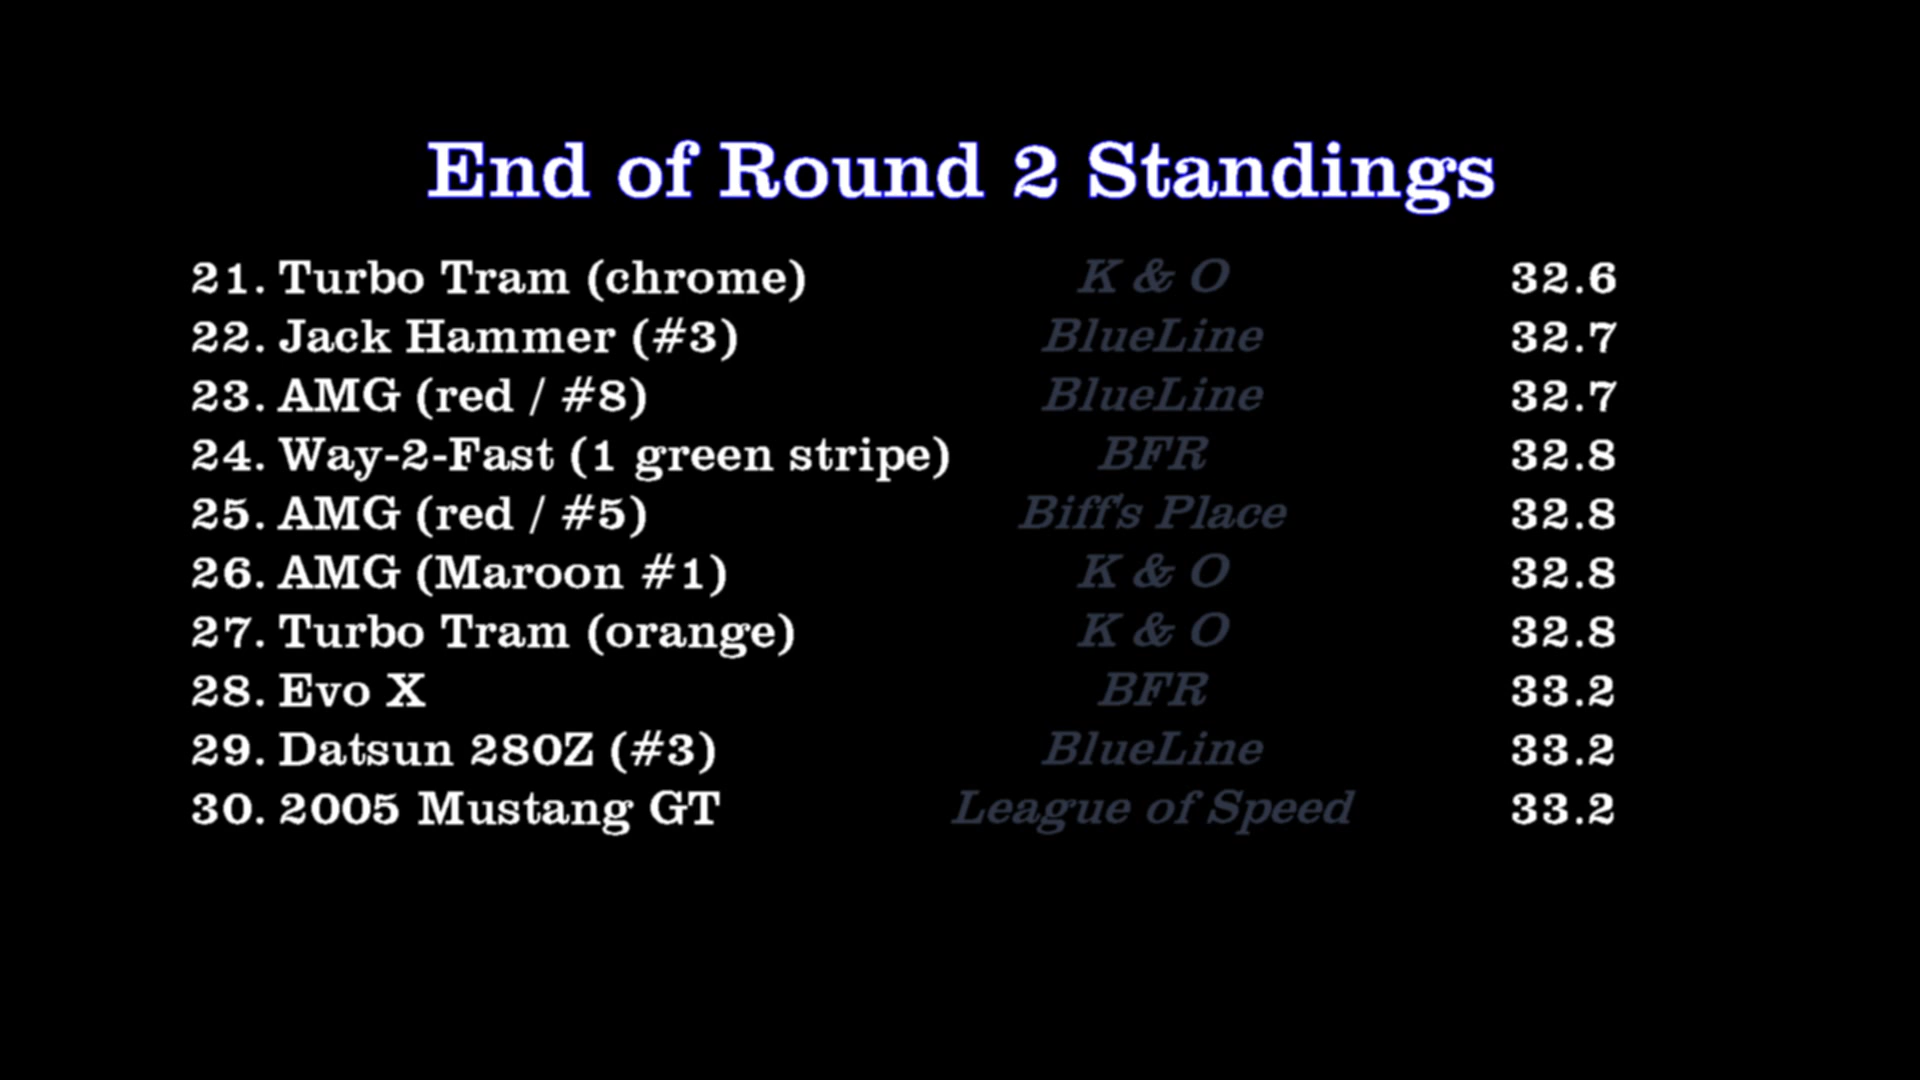 End of Round 2 Standings
21. Turbo Tram (chrome) K & O 32.6
22. Jack Hammer (#3) BlueLine 32.7
23. AMG (red / #8) BlueLine 32.7
24. Way-2-Fast (1 green stripe) BFR 32.8
25. AMG (red / #5) Biff's Place 32.8
26. AMG (Maroon #1) K & O 32.8
27. Turbo Tram (orange) K & O 32.8
28. Evo X BFR 33.2
29. Datsun 280Z (#3) BlueLine 33.2
30. 2005 Mustang GT League of Speed 33.2